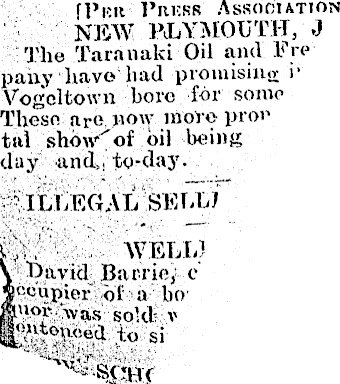 [PER PRESS ASSOCIATION
NEW PLYMOUTH, J
The Taranaki Oil and Fre
pany have had promising
Vogeltown bore for some
These are now more pro
tal show of oil being
day and, to-day.
ILLEGAL SELL
WELL
David Barrie, c
occupier of a bo
quor was sold
entenced to si
SCHO